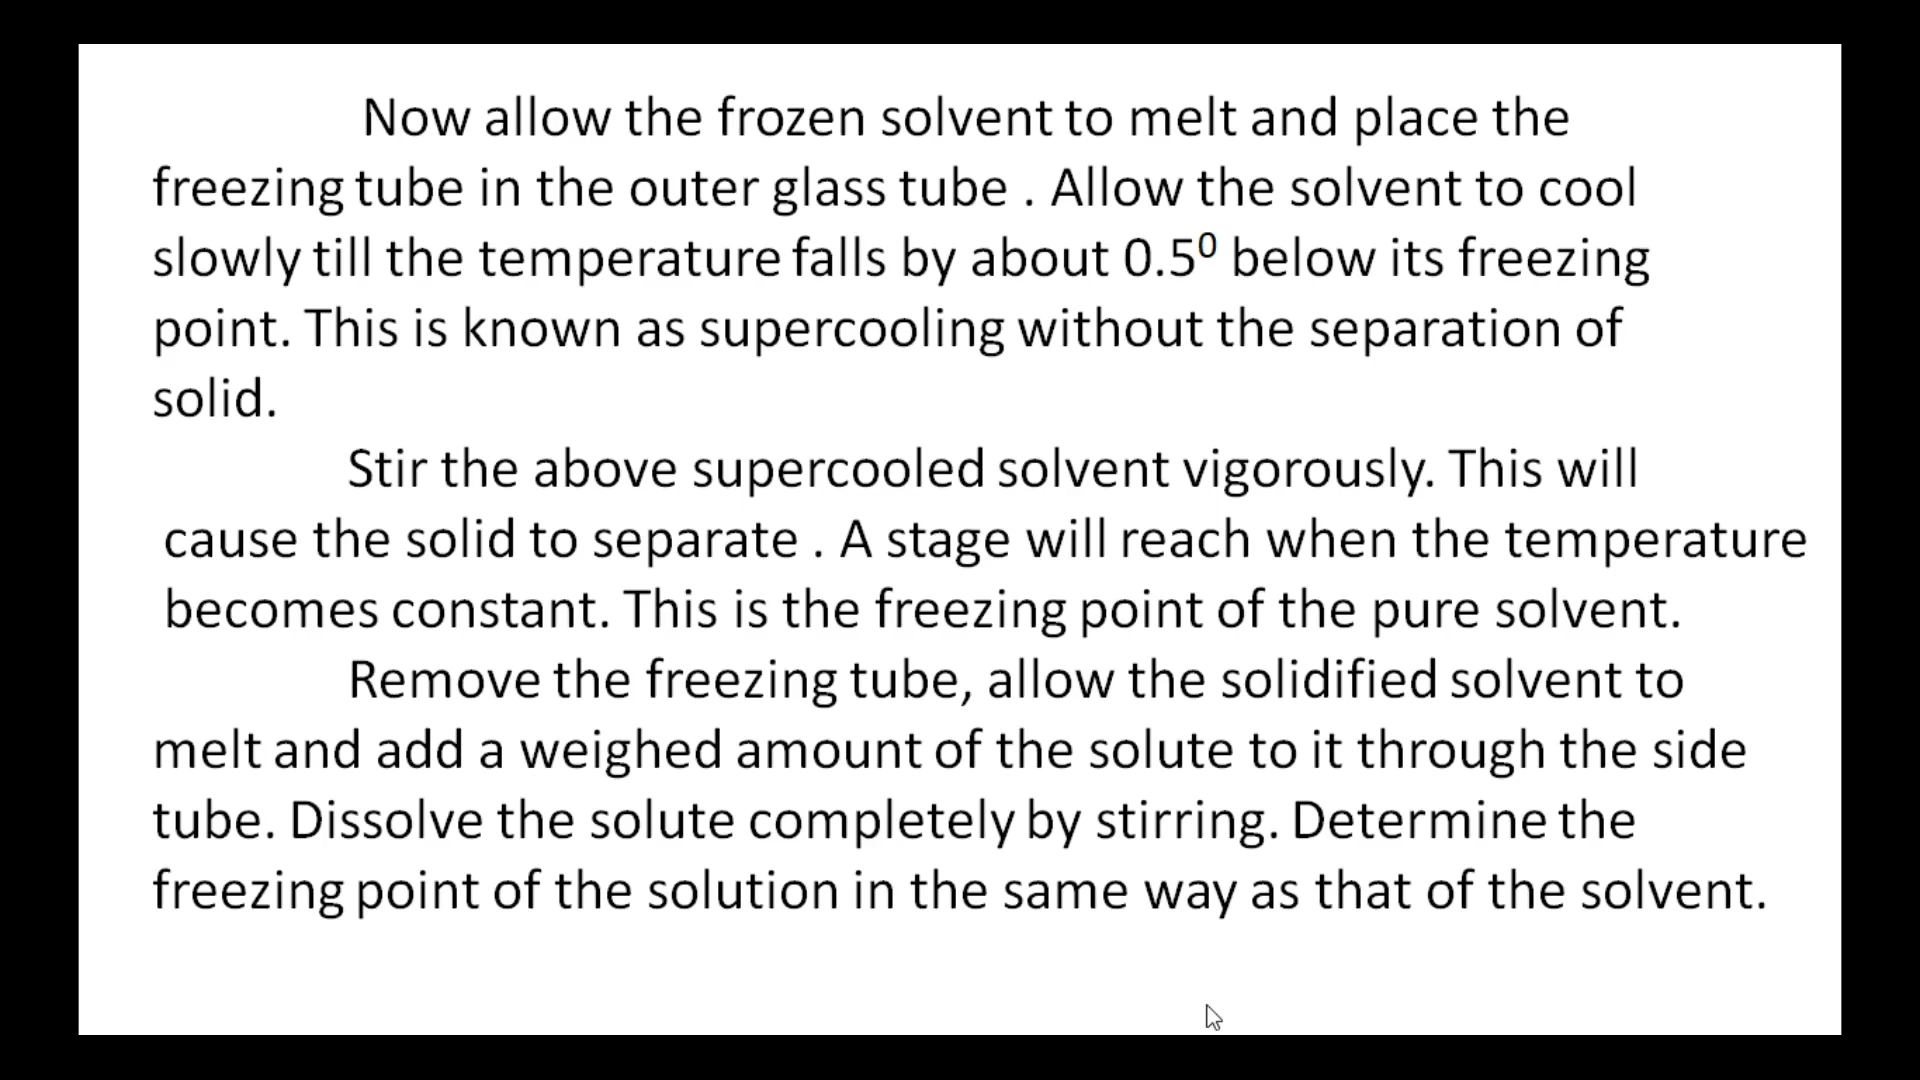 Now allow the frozen solvent to melt and place the
freezing tube in the outer glass tube . Allow the solvent to cool
slowly till the temperature falls by about 0.5⁰ below its freezing
point. This is known as supercooling without the separation of
solid.
Stir the above supercooled solvent vigorously. This will
cause the solid to separate . A stage will reach when the temperature
becomes constant. This is the freezing point of the pure solvent.
Remove the freezing tube, allow the solidified solvent to
melt and add a weighed amount of the solute to it through the side
tube. Dissolve the solute completely by stirring. Determine the
freezing point of the solution in the same way as that of the solvent.